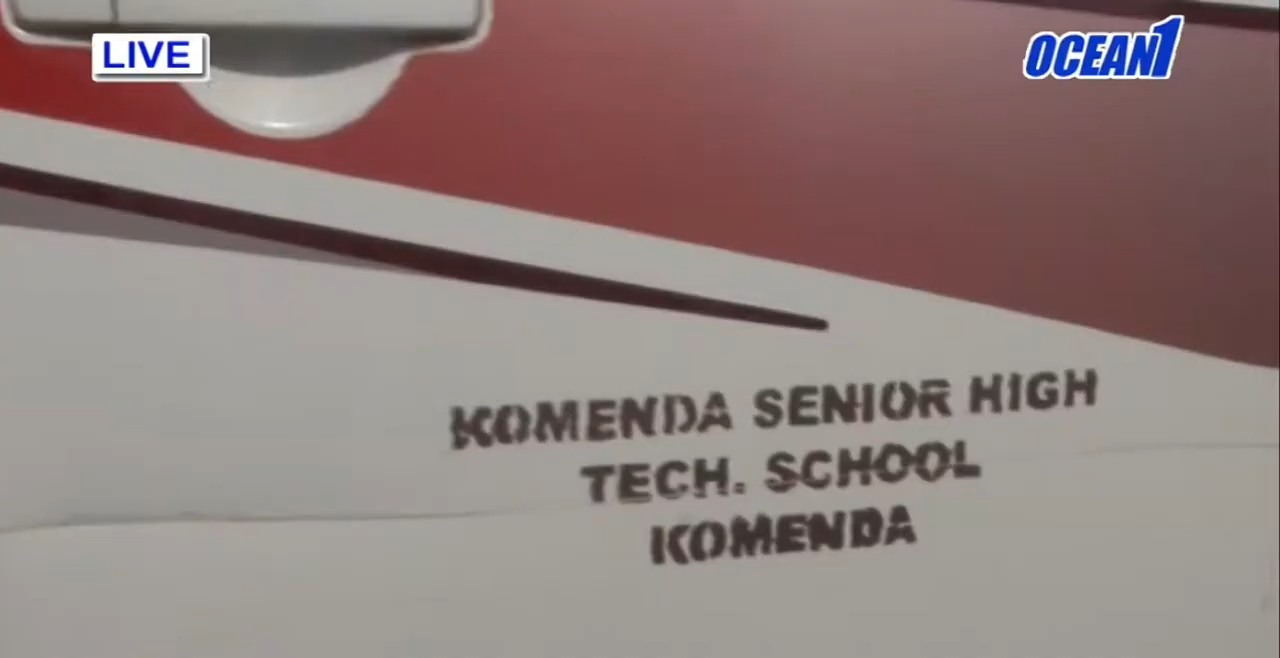 LIVE
OCEAN1
KOMENDA SENIOR HIGH
TECH. SCHOOL
KOMENDA